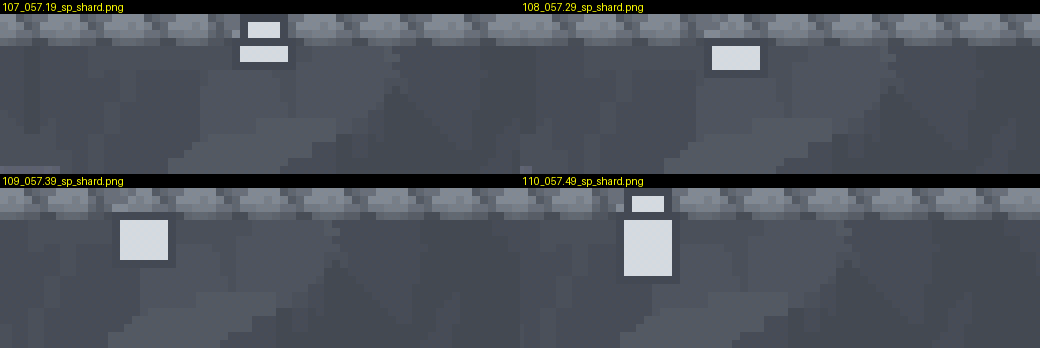 107_057.19_sp_shard.png
108_057.29_sp_shard.png
109_057.39_sp_shard.png
110_057.49_sp_shard.png